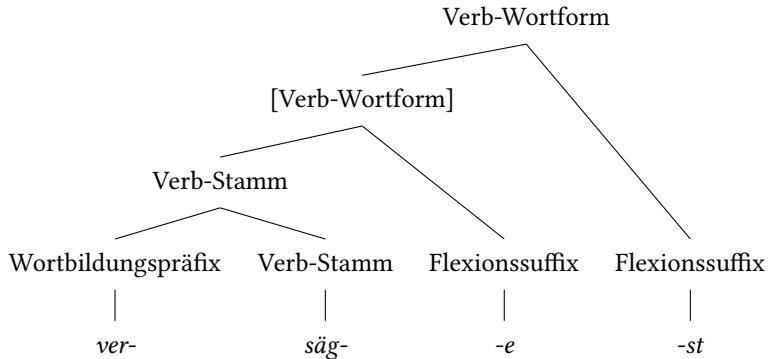 Verb-Wortform
[Verb-Wortform]
Verb-Stamm
Wortbildungspräfix Verb-Stamm Flexionssuffix Flexionssuffix
ver- säg- -e -st